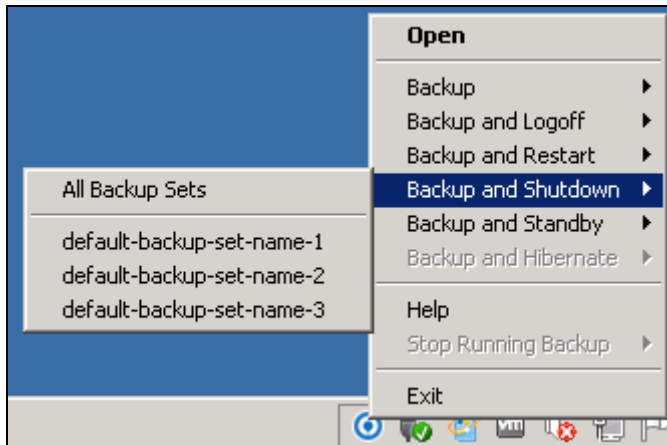 Open
Backup
Backup and Logoff
Backup and Restart
Backup and Shutdown
All Backup Sets
default-backup-set-name-1
default-backup-set-name-2
default-backup-set-name-3
Backup and Standby
Backup and Hibernate
Help
Stop Running Backup
Exit